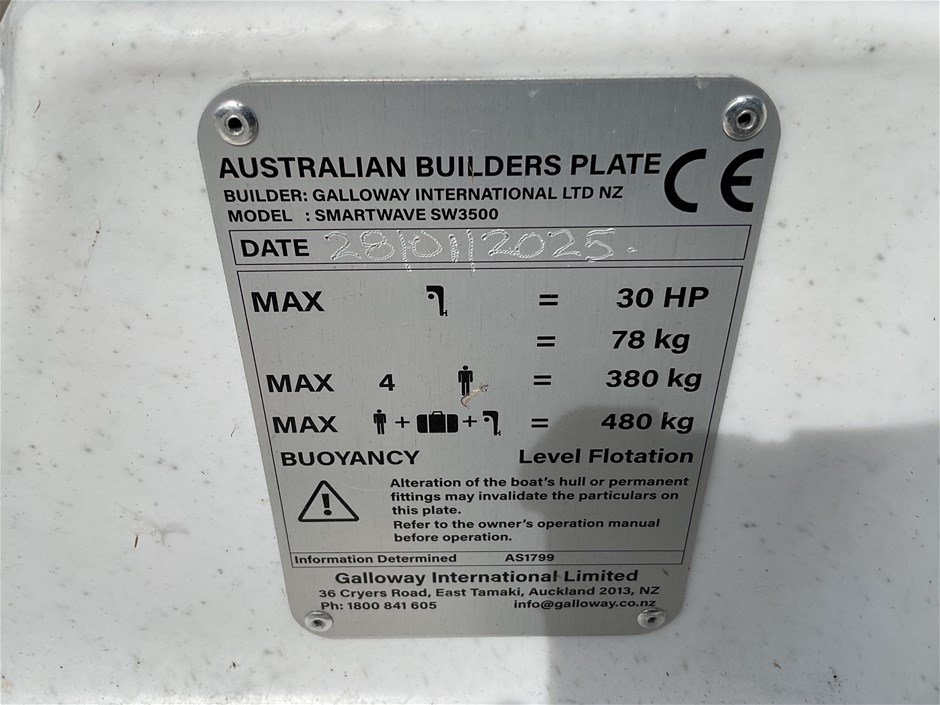 AUSTRALIAN BUILDERS PLATE CE
BUILDER: GALLOWAY INTERNATIONAL LTD NZ
MODEL : SMARTWAVE SW3500
DATE 28/01/2025.
MAX = 30 HP
= 78 kg
MAX 4 = 380 kg
MAX + + = 480 kg
BUOYANCY Level Flotation
Alteration of the boat's hull or permanent
fittings may invalidate the particulars on
this plate.
Refer to the owner's operation manual
before operation.
Information Determined AS1799
Galloway International Limited
36 Cryers Road, East Tamaki, Auckland 2013, NZ
Ph: 1800 841 605 info@galloway.co.nz